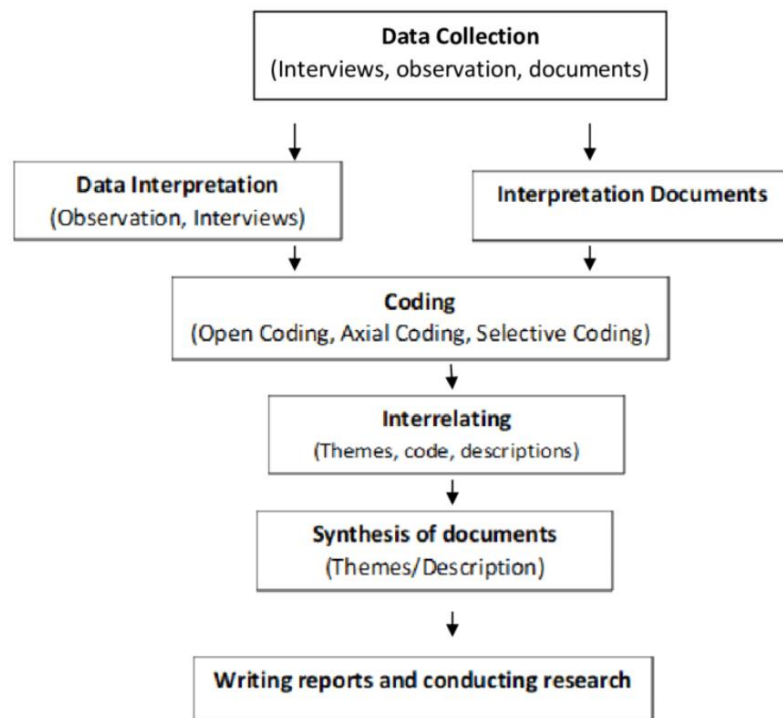 Data Collection
(Interviews, observation, documents)
Data Interpretation
(Observation, Interviews)
Interpretation Documents
Coding
(Open Coding, Axial Coding, Selective Coding)
Interrelating
(Themes, code, descriptions)
Synthesis of documents
(Themes/Description)
Writing reports and conducting research